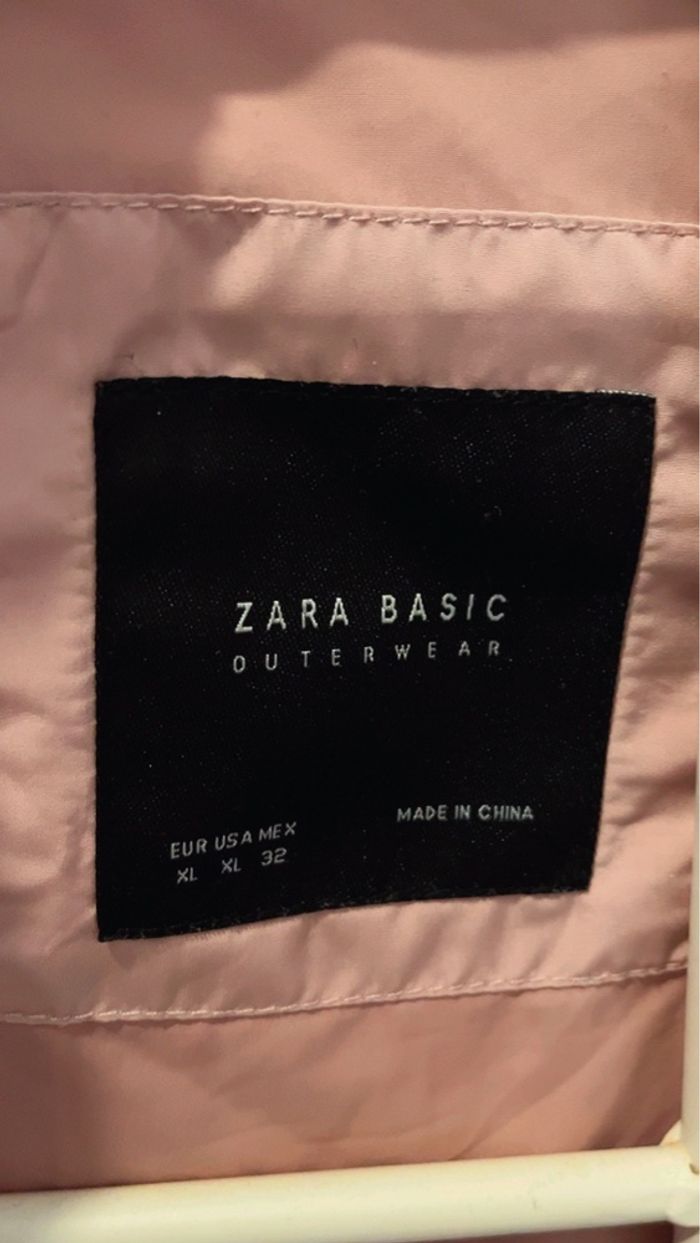 ZARA BASIC
OUTERWEAR
EUR USA MEX
XL XL 32
MADE IN CHINA